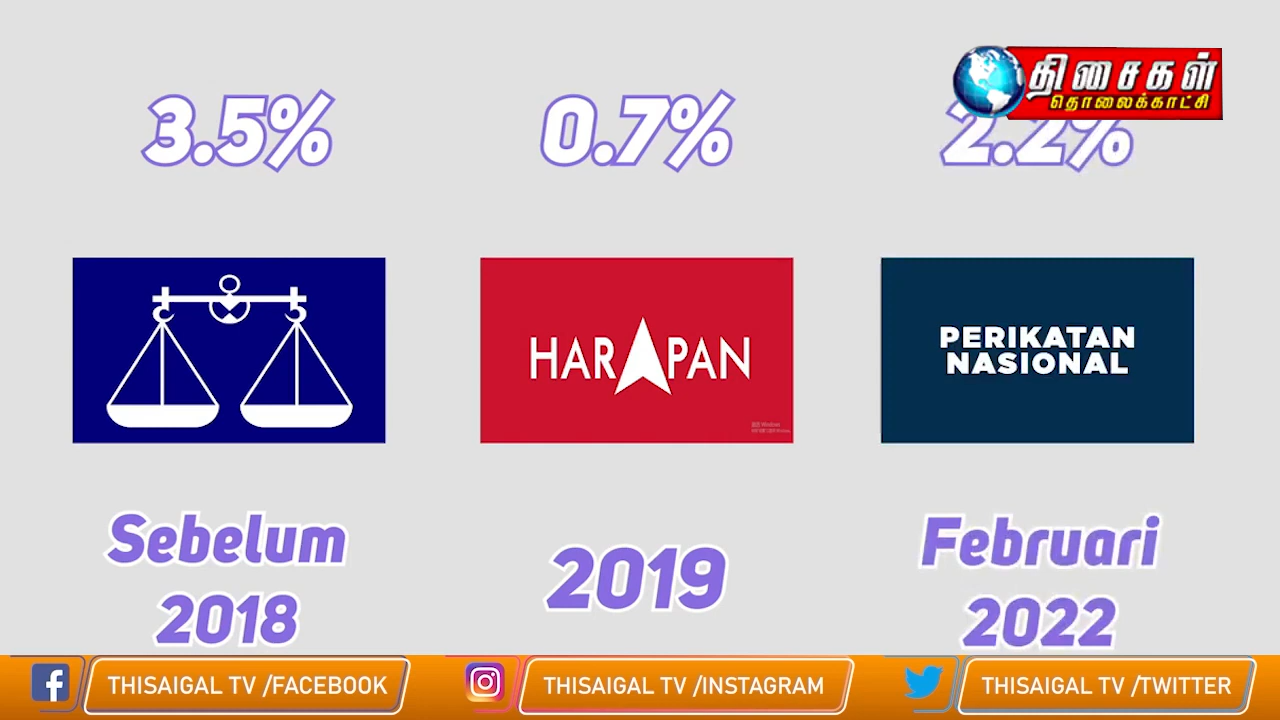 திசைகள்
தொலைக்காட்சி
3.5%
0.7%
2.2%
HARAPAN
PERIKATAN
NASIONAL
Sebelum
2018
2019
Februari
2022
THISAIGAL TV /FACEBOOK
THISAIGAL TV /INSTAGRAM
THISAIGAL TV /TWITTER